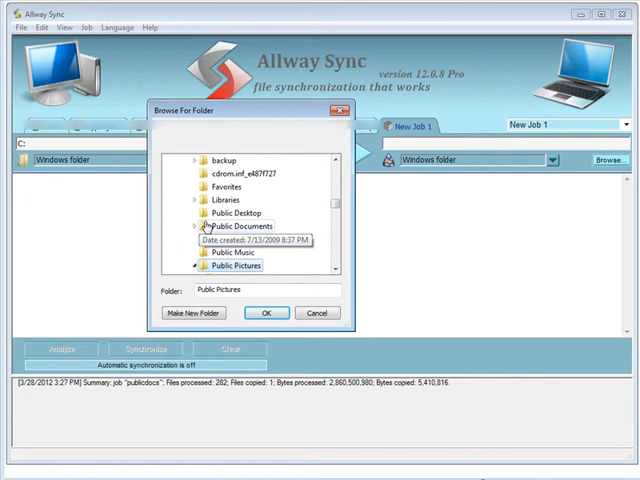 Allway Sync
File Edit View Job Language Help
Allway Sync
version 12.0.8 Pro
file synchronization that works
Browse For Folder
New Job 1
New Job 1
C:
Windows folder
Windows folder
Browse...
backup
cdrom.inf_e487f727
Favorites
Libraries
Public Desktop
Public Documents
Date created: 7/13/2009 8:37 PM
Public Music
Public Pictures
Folder:
Public Pictures
Make New Folder
OK
Cancel
Analyze
Synchronize
Clear
Automatic synchronization is off
[3/28/2012 3:27 PM] Summary: job "publicdocs"; Files processed: 282; Files copied: 1; Bytes processed: 2,860,500,980; Bytes copied: 5,410,816.